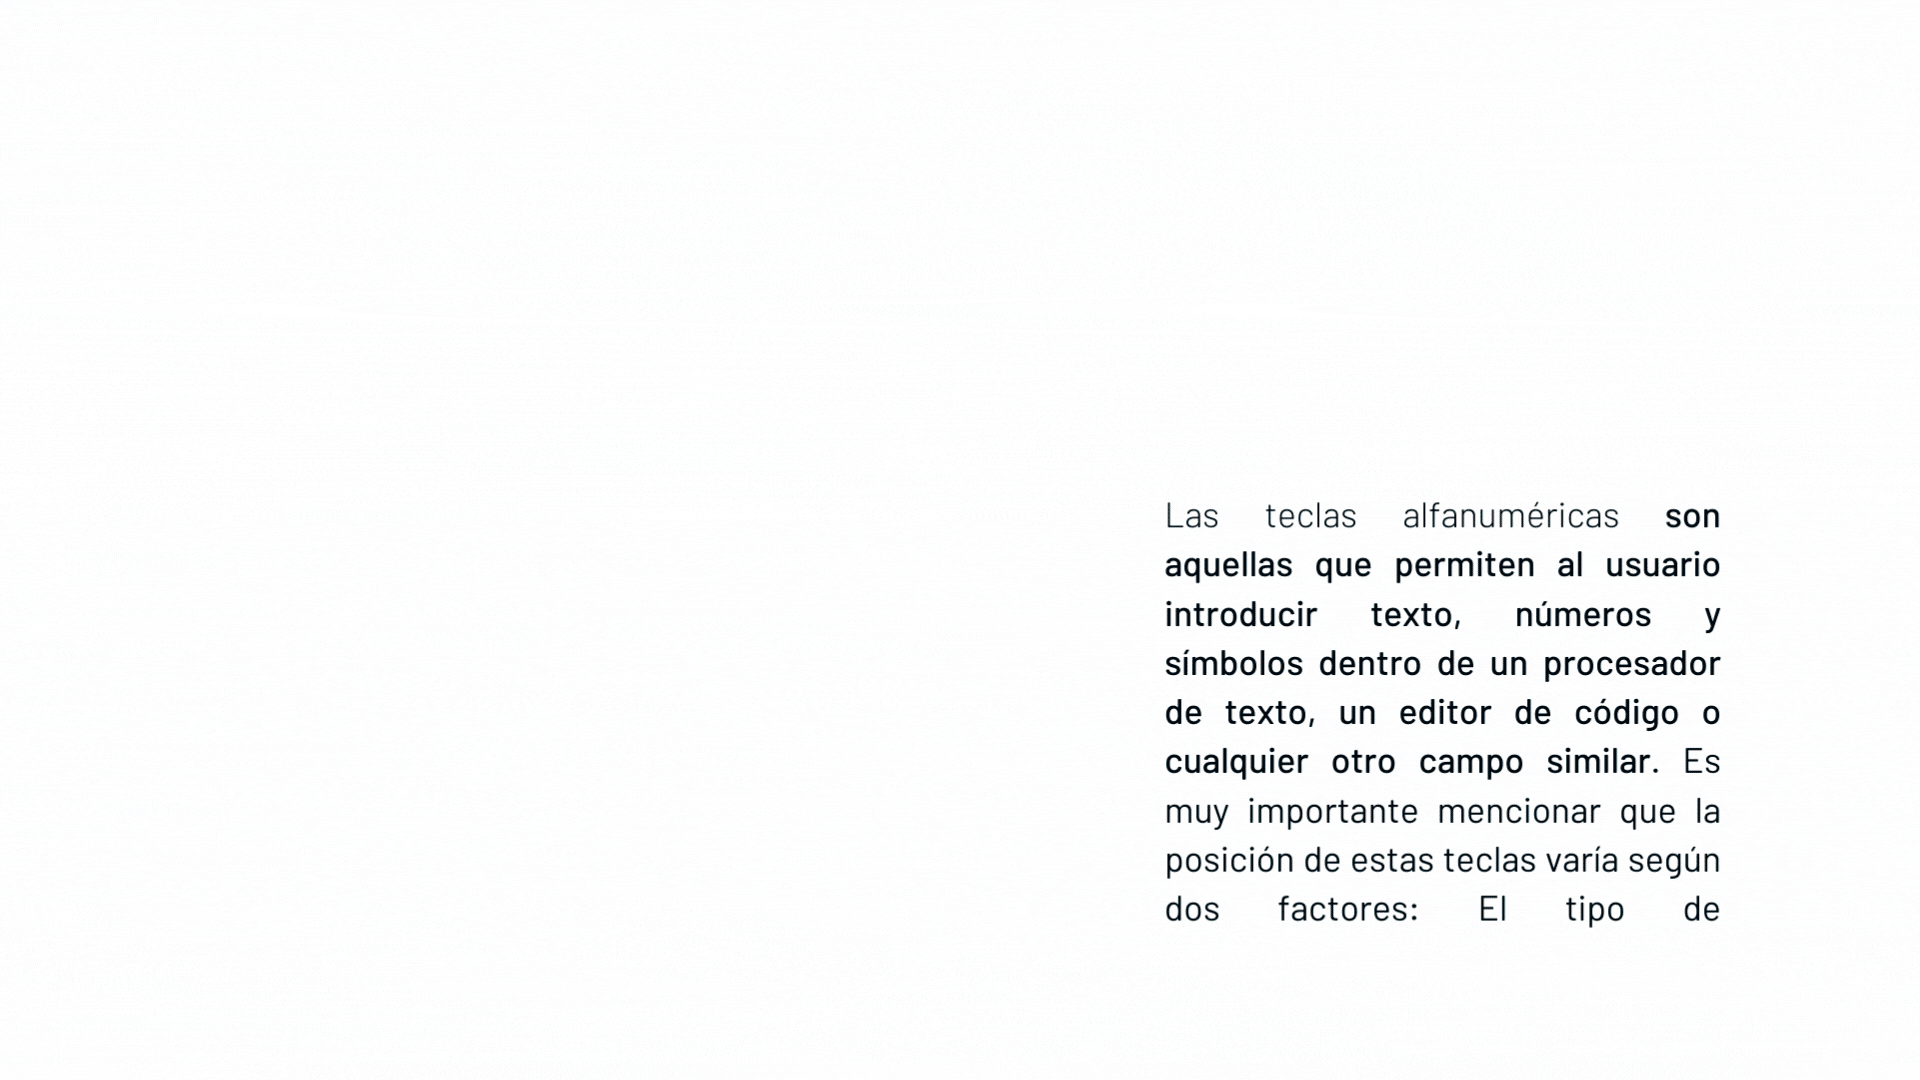 Las teclas alfanuméricas son
aquellas que permiten al usuario
introducir texto, números y
símbolos dentro de un procesador
de texto, un editor de código o
cualquier otro campo similar. Es
muy importante mencionar que la
posición de estas teclas varía según
dos factores: El tipo de